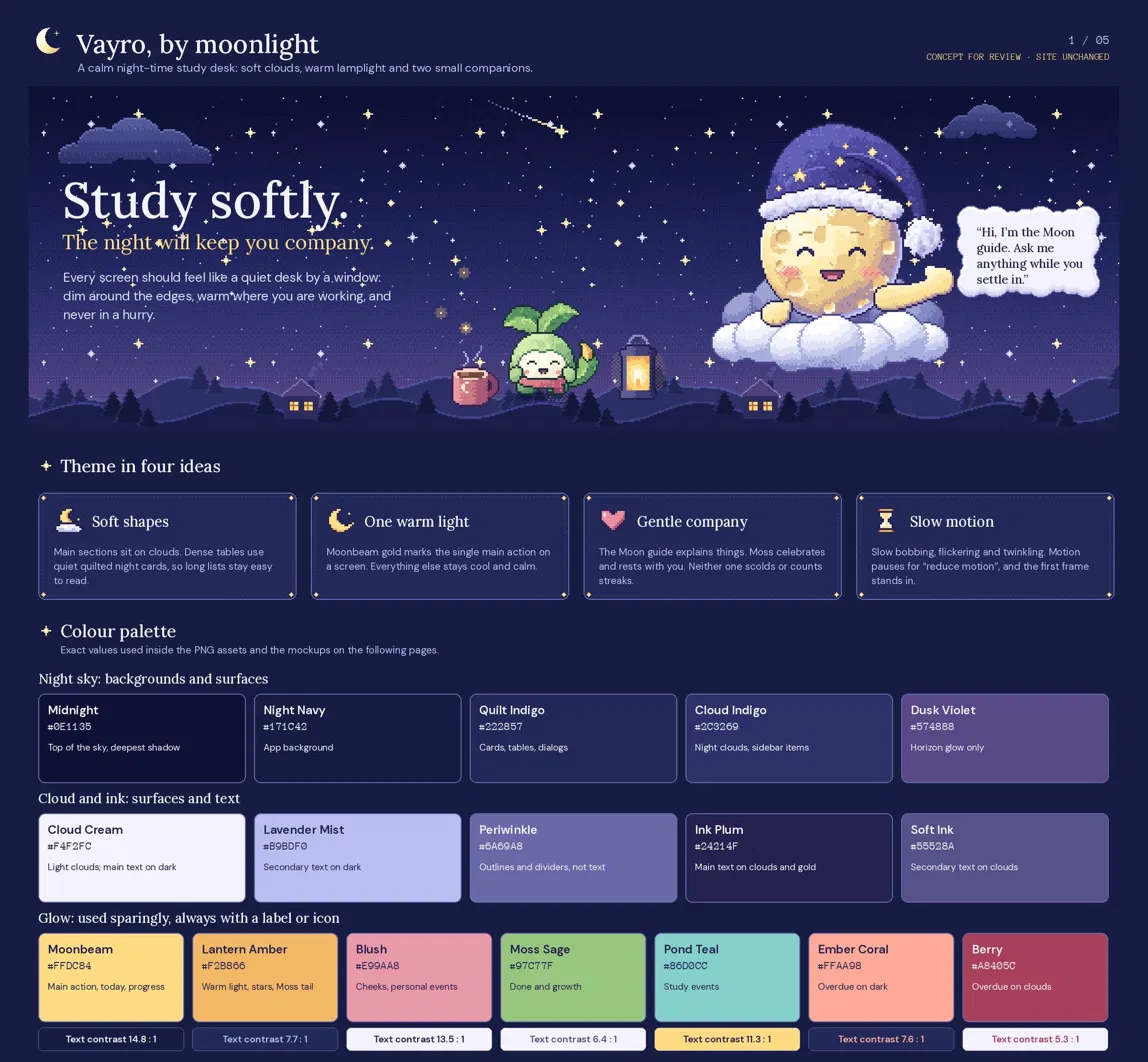 Vayro, by moonlight
A calm night-time study desk: soft clouds, warm lamplight and two small companions.
1 / 05
CONCEPT FOR REVIEW · SITE UNCHANGED
Study softly.
The night will keep you company.
Every screen should feel like a quiet desk by a window:
dim around the edges, warm where you are working, and
never in a hurry.
“Hi, I’m the Moon
guide. Ask me
anything while you
settle in.”
Theme in four ideas
Soft shapes
Main sections sit on clouds. Dense tables use
quiet quilted night cards, so long lists stay easy
to read.
One warm light
Moonbeam gold marks the single main action on
a screen. Everything else stays cool and calm.
Gentle company
The Moon guide explains things. Moss celebrates
and rests with you. Neither one scolds or counts
streaks.
Slow motion
Slow bobbing, flickering and twinkling. Motion
pauses for “reduce motion”, and the first frame
stands in.
Colour palette
Exact values used inside the PNG assets and the mockups on the following pages.
Night sky: backgrounds and surfaces
Midnight
#0E1135
Top of the sky, deepest shadow
Night Navy
#171C42
App background
Quilt Indigo
#222857
Cards, tables, dialogs
Cloud Indigo
#2C3269
Night clouds, sidebar items
Dusk Violet
#574888
Horizon glow only
Cloud and ink: surfaces and text
Cloud Cream
#F4F2FC
Light clouds; main text on dark
Lavender Mist
#B9BDF0
Secondary text on dark
Periwinkle
#6A69A8
Outlines and dividers, not text
Ink Plum
#24214F
Main text on clouds and gold
Soft Ink
#55528A
Secondary text on clouds
Glow: used sparingly, always with a label or icon
Moonbeam
#FFDC84
Main action, today, progress
Lantern Amber
#F2B866
Warm light, stars, Moss tail
Blush
#E99AA8
Cheeks, personal events
Moss Sage
#97C77F
Done and growth
Pond Teal
#86D0CC
Study events
Ember Coral
#FFAA98
Overdue on dark
Berry
#A8405C
Overdue on clouds
Text contrast 14.8 : 1
Text contrast 7.7 : 1
Text contrast 13.5 : 1
Text contrast 6.4 : 1
Text contrast 11.3 : 1
Text contrast 7.6 : 1
Text contrast 5.3 : 1